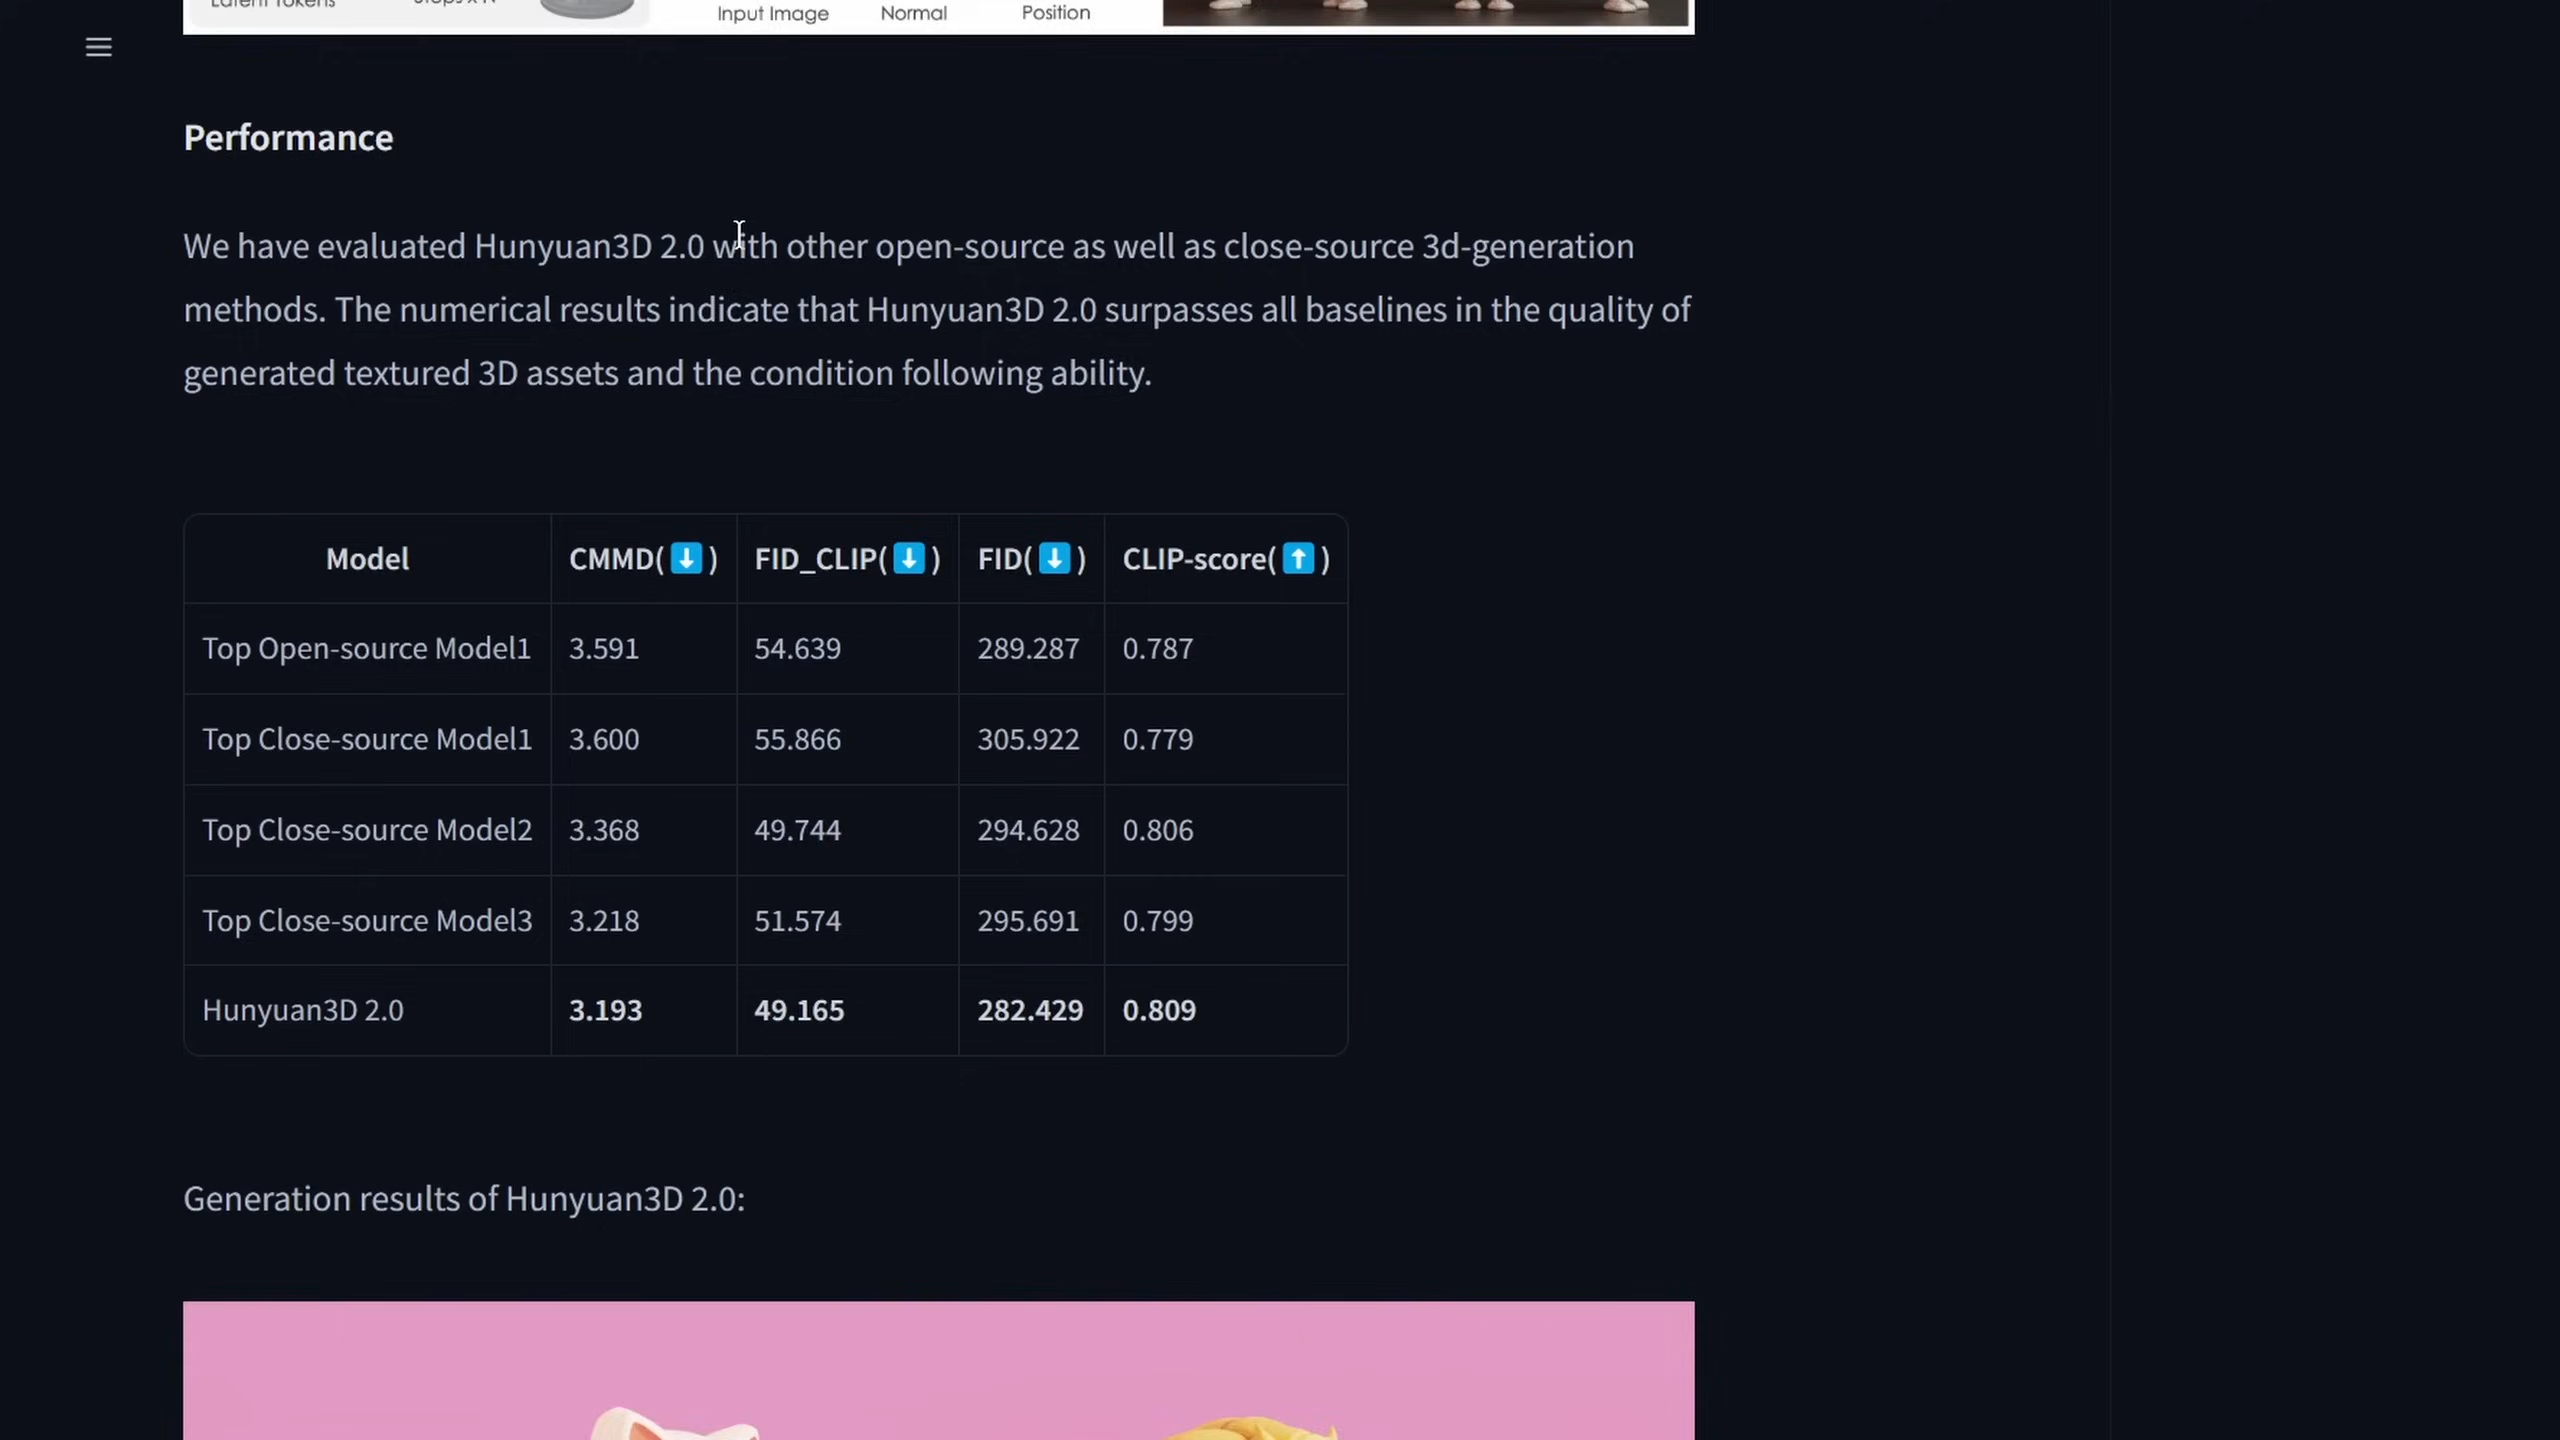 Latent Tokens
Input Image Normal Position
Performance
We have evaluated Hunyuan3D 2.0 with other open-source as well as close-source 3d-generation
methods. The numerical results indicate that Hunyuan3D 2.0 surpasses all baselines in the quality of
generated textured 3D assets and the condition following ability.
Model CMMD(⬇️) FID_CLIP(⬇️) FID(⬇️) CLIP-score(⬆️)
Top Open-source Model1 3.591 54.639 289.287 0.787
Top Close-source Model1 3.600 55.866 305.922 0.779
Top Close-source Model2 3.368 49.744 294.628 0.806
Top Close-source Model3 3.218 51.574 295.691 0.799
Hunyuan3D 2.0 3.193 49.165 282.429 0.809
Generation results of Hunyuan3D 2.0: